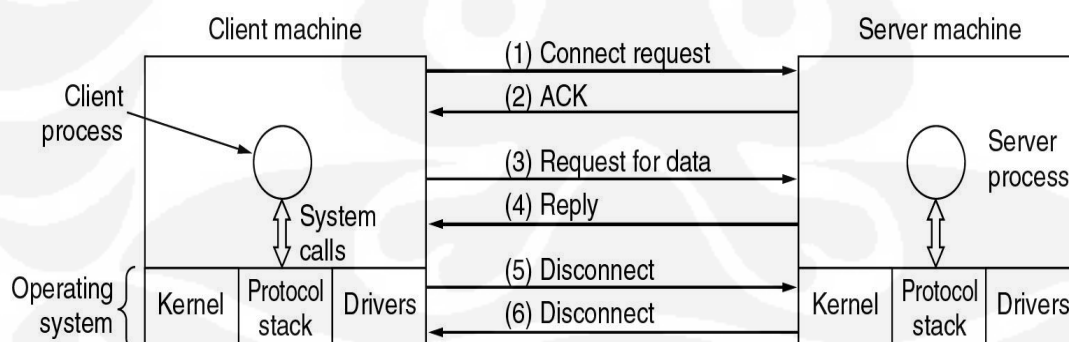 Client machine
Server machine
(1) Connect request
(2) ACK
Client
process
(3) Request for data
Server
process
(4) Reply
System
calls
(5) Disconnect
Operating
system
Kernel
Protocol
stack
Drivers
(6) Disconnect
Kernel
Protocol
stack
Drivers